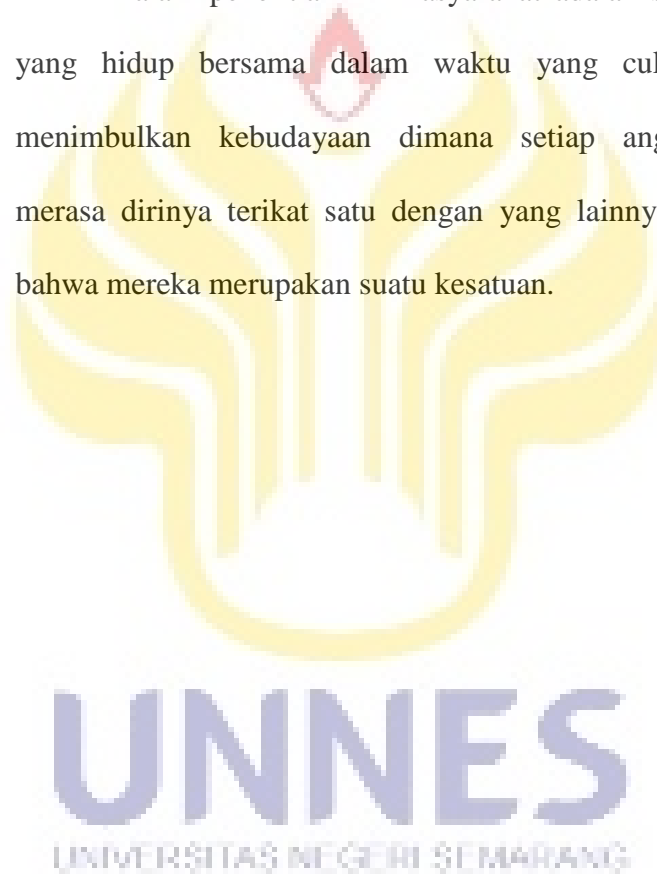 yang hidup bersama dalam waktu yang
menimbulkan kebudayaan dimana setiap
merasa dirinya terikat satu dengan yang
bahwa mereka merupakan suatu kesatuan.
UNNES
UNIVERSITAS NEGERI SEMARANG